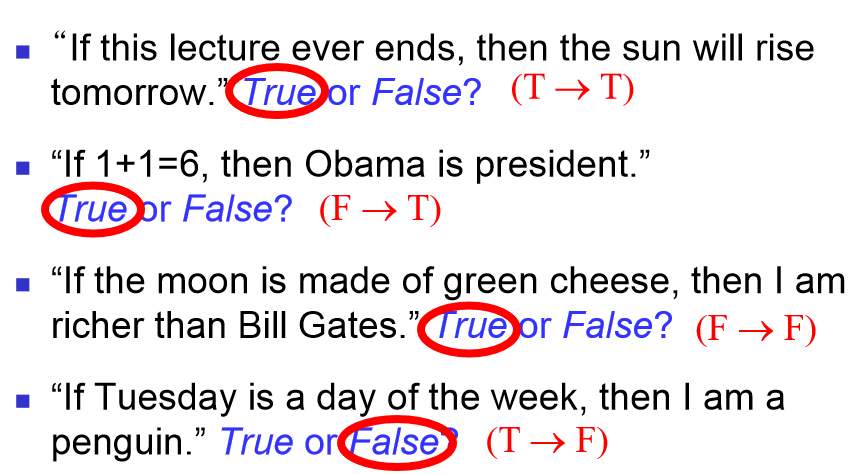 “If this lecture ever ends, then the sun will rise
tomorrow.” True or False? (T → T)
“If 1+1=6, then Obama is president.”
True or False? (F → T)
“If the moon is made of green cheese, then I am
richer than Bill Gates.” True or False? (F → F)
“If Tuesday is a day of the week, then I am a
penguin.” True or False? (T → F)